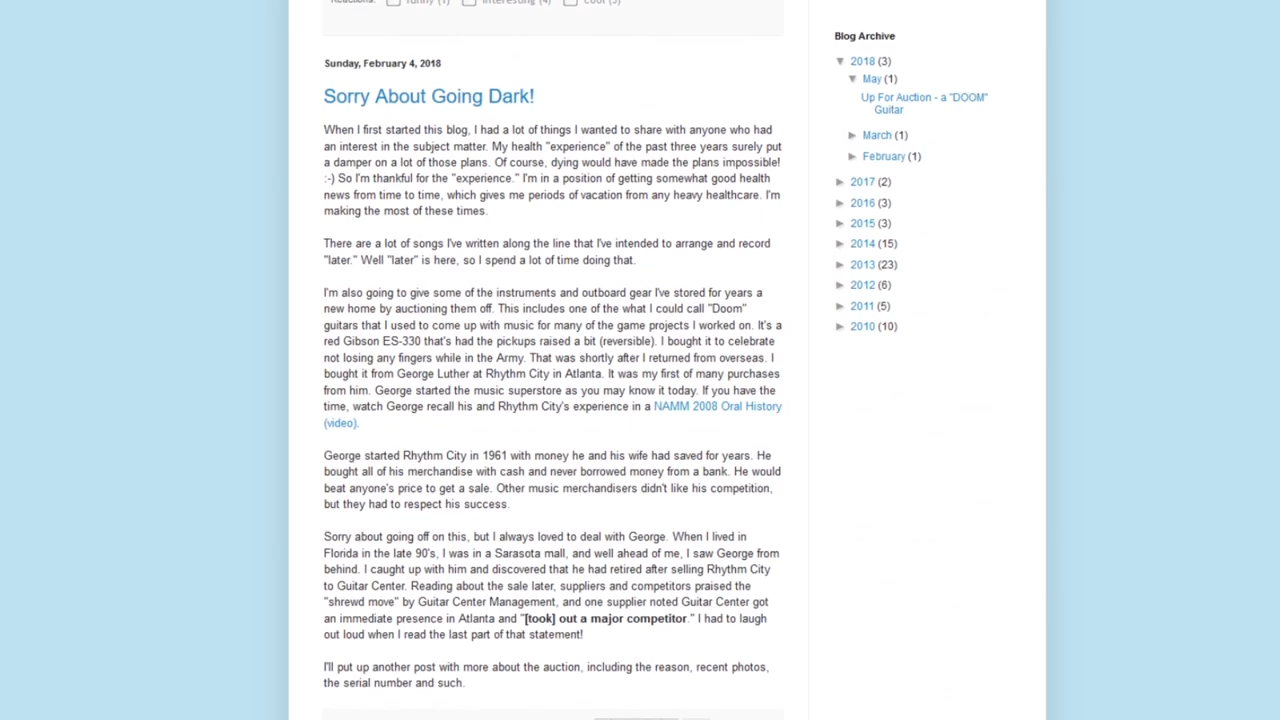 Reactions: funny (1) interesting (4) cool (5)
Sunday, February 4, 2018
Sorry About Going Dark!
When I first started this blog, I had a lot of things I wanted to share with anyone who had
an interest in the subject matter. My health "experience" of the past three years surely put
a damper on a lot of those plans. Of course, dying would have made the plans impossible!
:-) So I'm thankful for the "experience." I'm in a position of getting somewhat good health
news from time to time, which gives me periods of vacation from any heavy healthcare. I'm
making the most of these times.
There are a lot of songs I've written along the line that I've intended to arrange and record
"later." Well "later" is here, so I spend a lot of time doing that.
I'm also going to give some of the instruments and outboard gear I've stored for years a
new home by auctioning them off. This includes one of the what I could call "Doom"
guitars that I used to come up with music for many of the game projects I worked on. It's a
red Gibson ES-330 that's had the pickups raised a bit (reversible). I bought it to celebrate
not losing any fingers while in the Army. That was shortly after I returned from overseas. I
bought it from George Luther at Rhythm City in Atlanta. It was my first of many purchases
from him. George started the music superstore as you may know it today. If you have the
time, watch George recall his and Rhythm City's experience in a NAMM 2008 Oral History
(video).
George started Rhythm City in 1961 with money he and his wife had saved for years. He
bought all of his merchandise with cash and never borrowed money from a bank. He would
beat anyone's price to get a sale. Other music merchandisers didn't like his competition,
but they had to respect his success.
Sorry about going off on this, but I always loved to deal with George. When I lived in
Florida in the late 90's, I was in a Sarasota mall, and well ahead of me, I saw George from
behind. I caught up with him and discovered that he had retired after selling Rhythm City
to Guitar Center. Reading about the sale later, suppliers and competitors praised the
"shrewd move" by Guitar Center Management, and one supplier noted Guitar Center got
an immediate presence in Atlanta and "[took] out a major competitor." I had to laugh
out loud when I read the last part of that statement!
I'll put up another post with more about the auction, including the reason, recent photos,
the serial number and such.
Blog Archive
▼ 2018 (3)
▼ May (1)
Up For Auction - a "DOOM"
Guitar
► March (1)
► February (1)
► 2017 (2)
► 2016 (3)
► 2015 (3)
► 2014 (15)
► 2013 (23)
► 2012 (6)
► 2011 (5)
► 2010 (10)